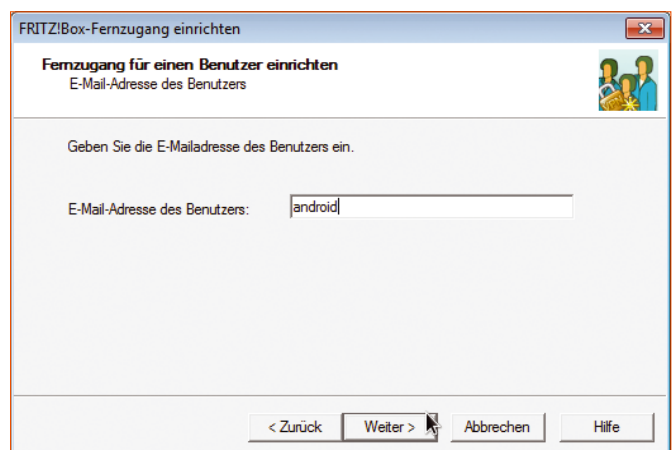 FRITZ!Box-Fernzugang einrichten
Fernzugang für einen Benutzer einrichten
E-Mail-Adresse des Benutzers
Geben Sie die E-Mailadresse des Benutzers ein.
E-Mail-Adresse des Benutzers: android
< Zurück Weiter > Abbrechen Hilfe